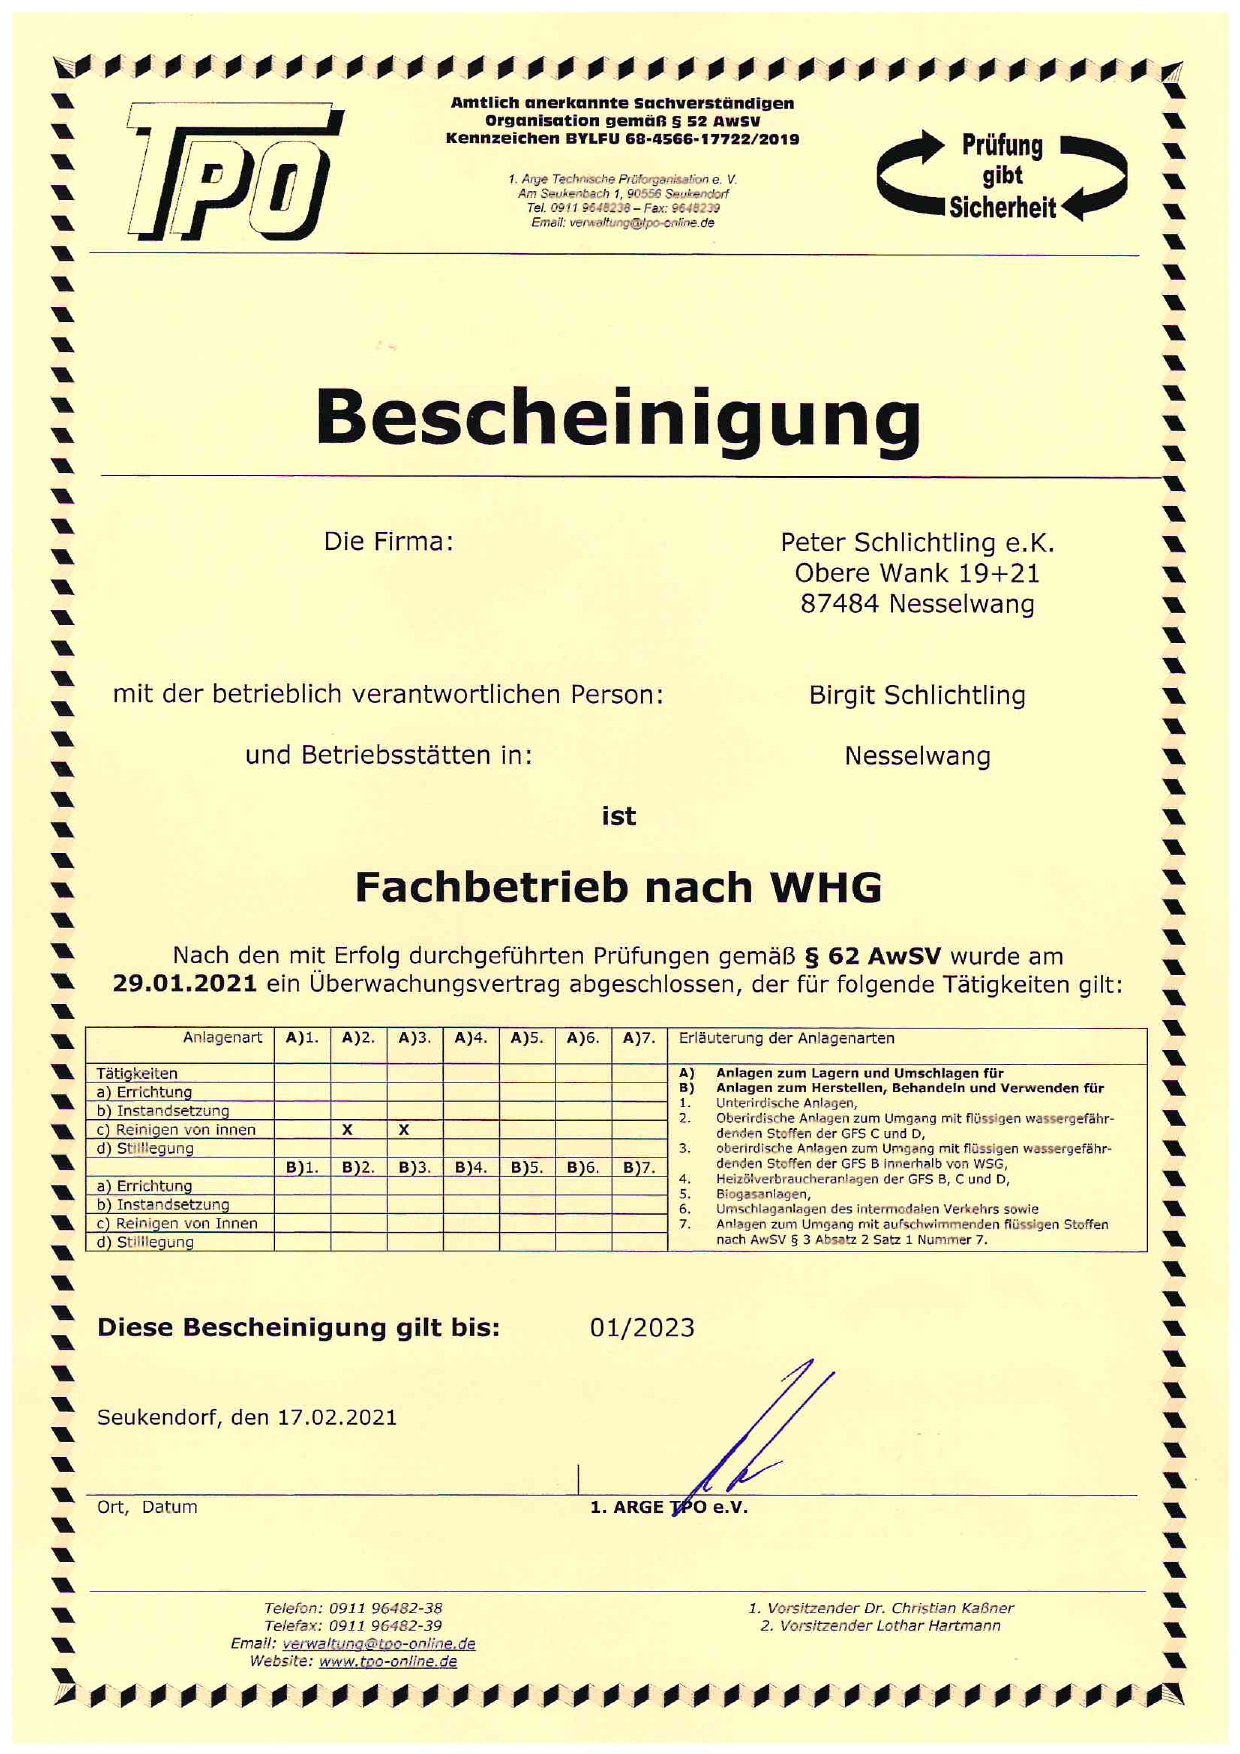 TPO
Amtlich anerkannte Sachverständigen
Organisation gemäß § 52 AwSV
Kennzeichen BYLFU 68-4566-17722/2019
1. Arge Technische Prüforganisation e. V.
Am Seukenbach 1, 90556 Seukendorf
Tel. 0911 9648238 – Fax: 9648239
Email: verwaltung@tpo-online.de
Prüfung
gibt
Sicherheit
Bescheinigung
Die Firma: Peter Schlichtling e.K.
Obere Wank 19+21
87484 Nesselwang
mit der betrieblich verantwortlichen Person: Birgit Schlichtling
und Betriebsstätten in: Nesselwang
ist
Fachbetrieb nach WHG
Nach den mit Erfolg durchgeführten Prüfungen gemäß § 62 AwSV wurde am
29.01.2021 ein Überwachungsvertrag abgeschlossen, der für folgende Tätigkeiten gilt:
Anlagenart A)1. A)2. A)3. A)4. A)5. A)6. A)7.
Tätigkeiten
a) Errichtung
b) Instandsetzung
c) Reinigen von innen X X
d) Stilllegung
B)1. B)2. B)3. B)4. B)5. B)6. B)7.
a) Errichtung
b) Instandsetzung
c) Reinigen von Innen
d) Stilllegung
Erläuterung der Anlagenarten
A) Anlagen zum Lagern und Umschlagen für
B) Anlagen zum Herstellen, Behandeln und Verwenden für
1. Unterirdische Anlagen,
2. Oberirdische Anlagen zum Umgang mit flüssigen wassergefähr-
denden Stoffen der GFS C und D,
3. oberirdische Anlagen zum Umgang mit flüssigen wassergefähr-
denden Stoffen der GFS B innerhalb von WSG,
4. Heizölverbraucheranlagen der GFS B, C und D,
5. Biogasanlagen,
6. Umschlaganlagen des intermodalen Verkehrs sowie
7. Anlagen zum Umgang mit aufschwimmenden flüssigen Stoffen
nach AwSV § 3 Absatz 2 Satz 1 Nummer 7.
Diese Bescheinigung gilt bis: 01/2023
Seukendorf, den 17.02.2021
Ort, Datum
1. ARGE TPO e.V.
Telefon: 0911 96482-38
Telefax: 0911 96482-39
Email: verwaltung@tpo-online.de
Website: www.tpo-online.de
1. Vorsitzender Dr. Christian Kaßner
2. Vorsitzender Lothar Hartmann